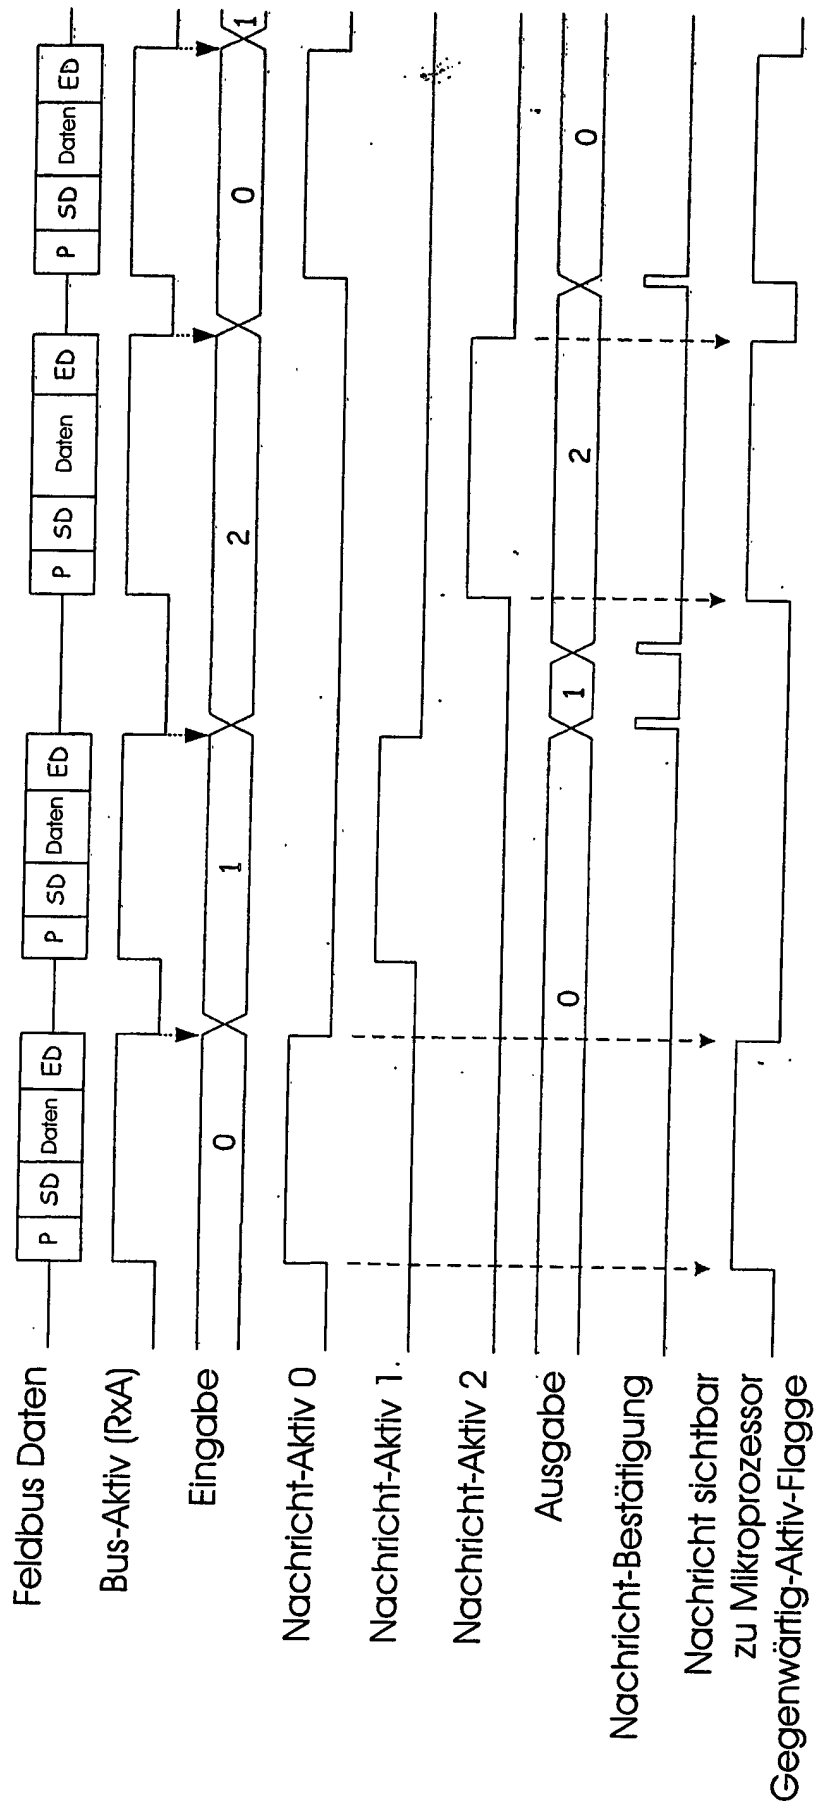 Feldbus Daten
P SD Daten ED
P SD Daten ED
P SD Daten ED
P SD Daten ED
Bus-Aktiv (RxA)
Eingabe
0 1 2 0 1
Nachricht-Aktiv 0
Nachricht-Aktiv 1.
Nachricht-Aktiv 2
Ausgabe
0 1 2 0
Nachricht-Bestätigung
Nachricht sichtbar
zu Mikroprozessor
Gegenwärtig-Aktiv-Flagge